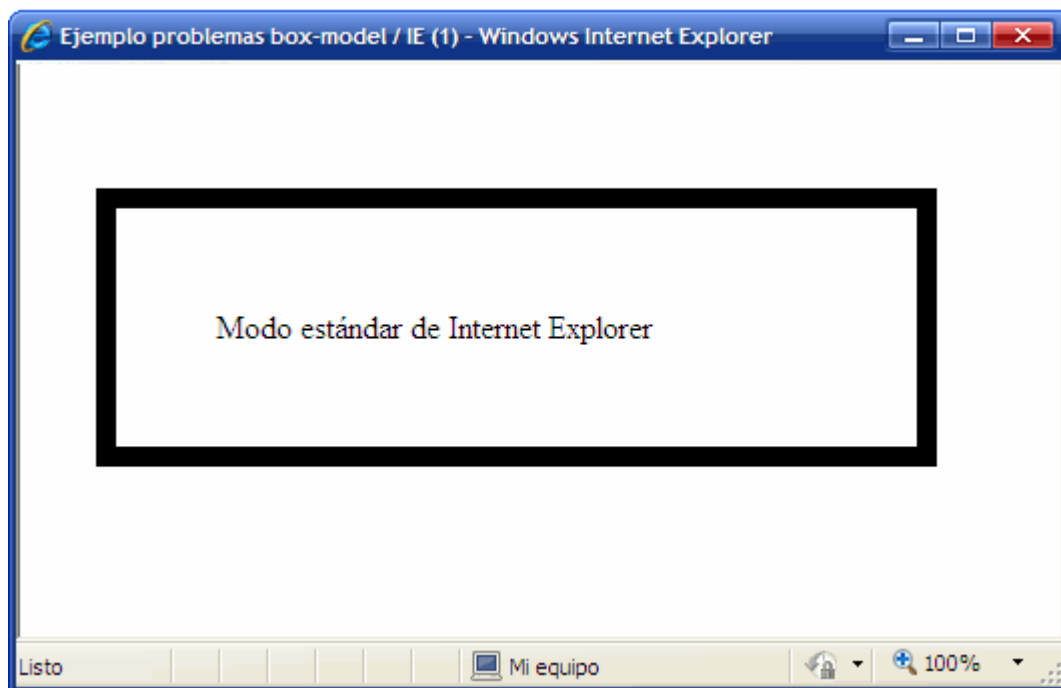 Ejemplo problemas box-model / IE (1) - Windows Internet Explorer
Modo estándar de Internet Explorer
Listo
Mi equipo
100%